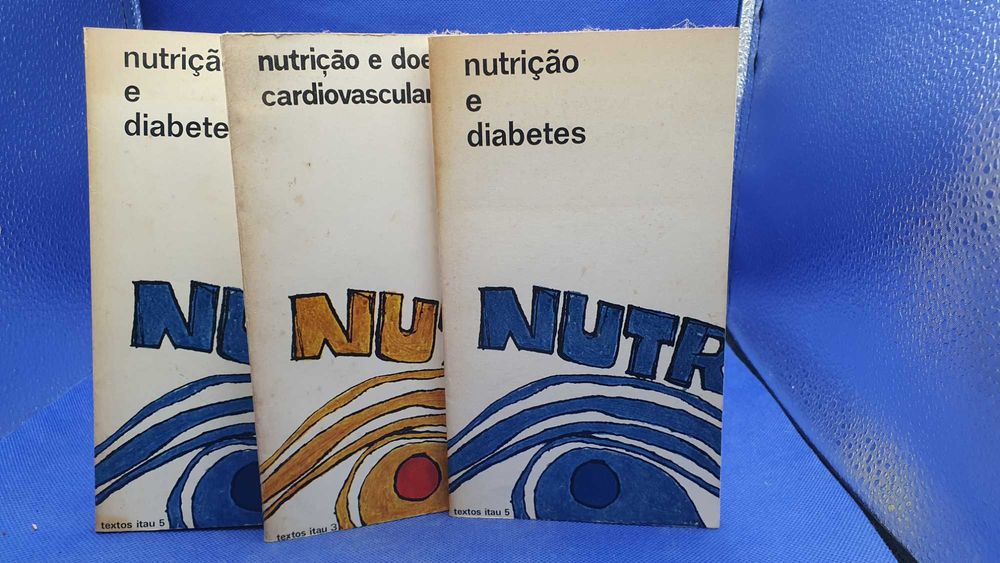 nutriçã
e
diabete
NU
textos itau 5
nutrição e doe
cardiovascular
NU
textos itau 3
nutrição
e
diabetes
NUTR
textos itau 5